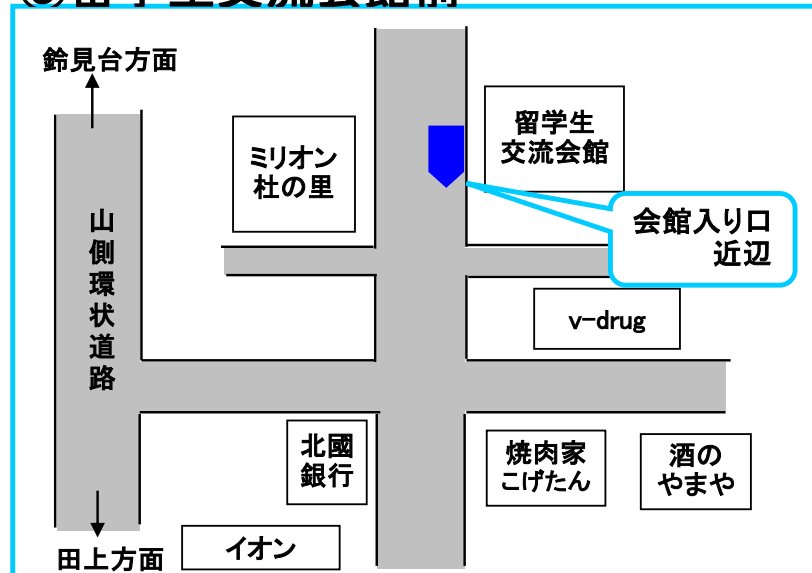 鈴見台方面
ミリオン
杜の里
留学生
交流会館
会館入り口
近辺
山側環状道路
v-drug
北國
銀行
焼肉家
こげたん
酒の
やまや
イオン
田上方面